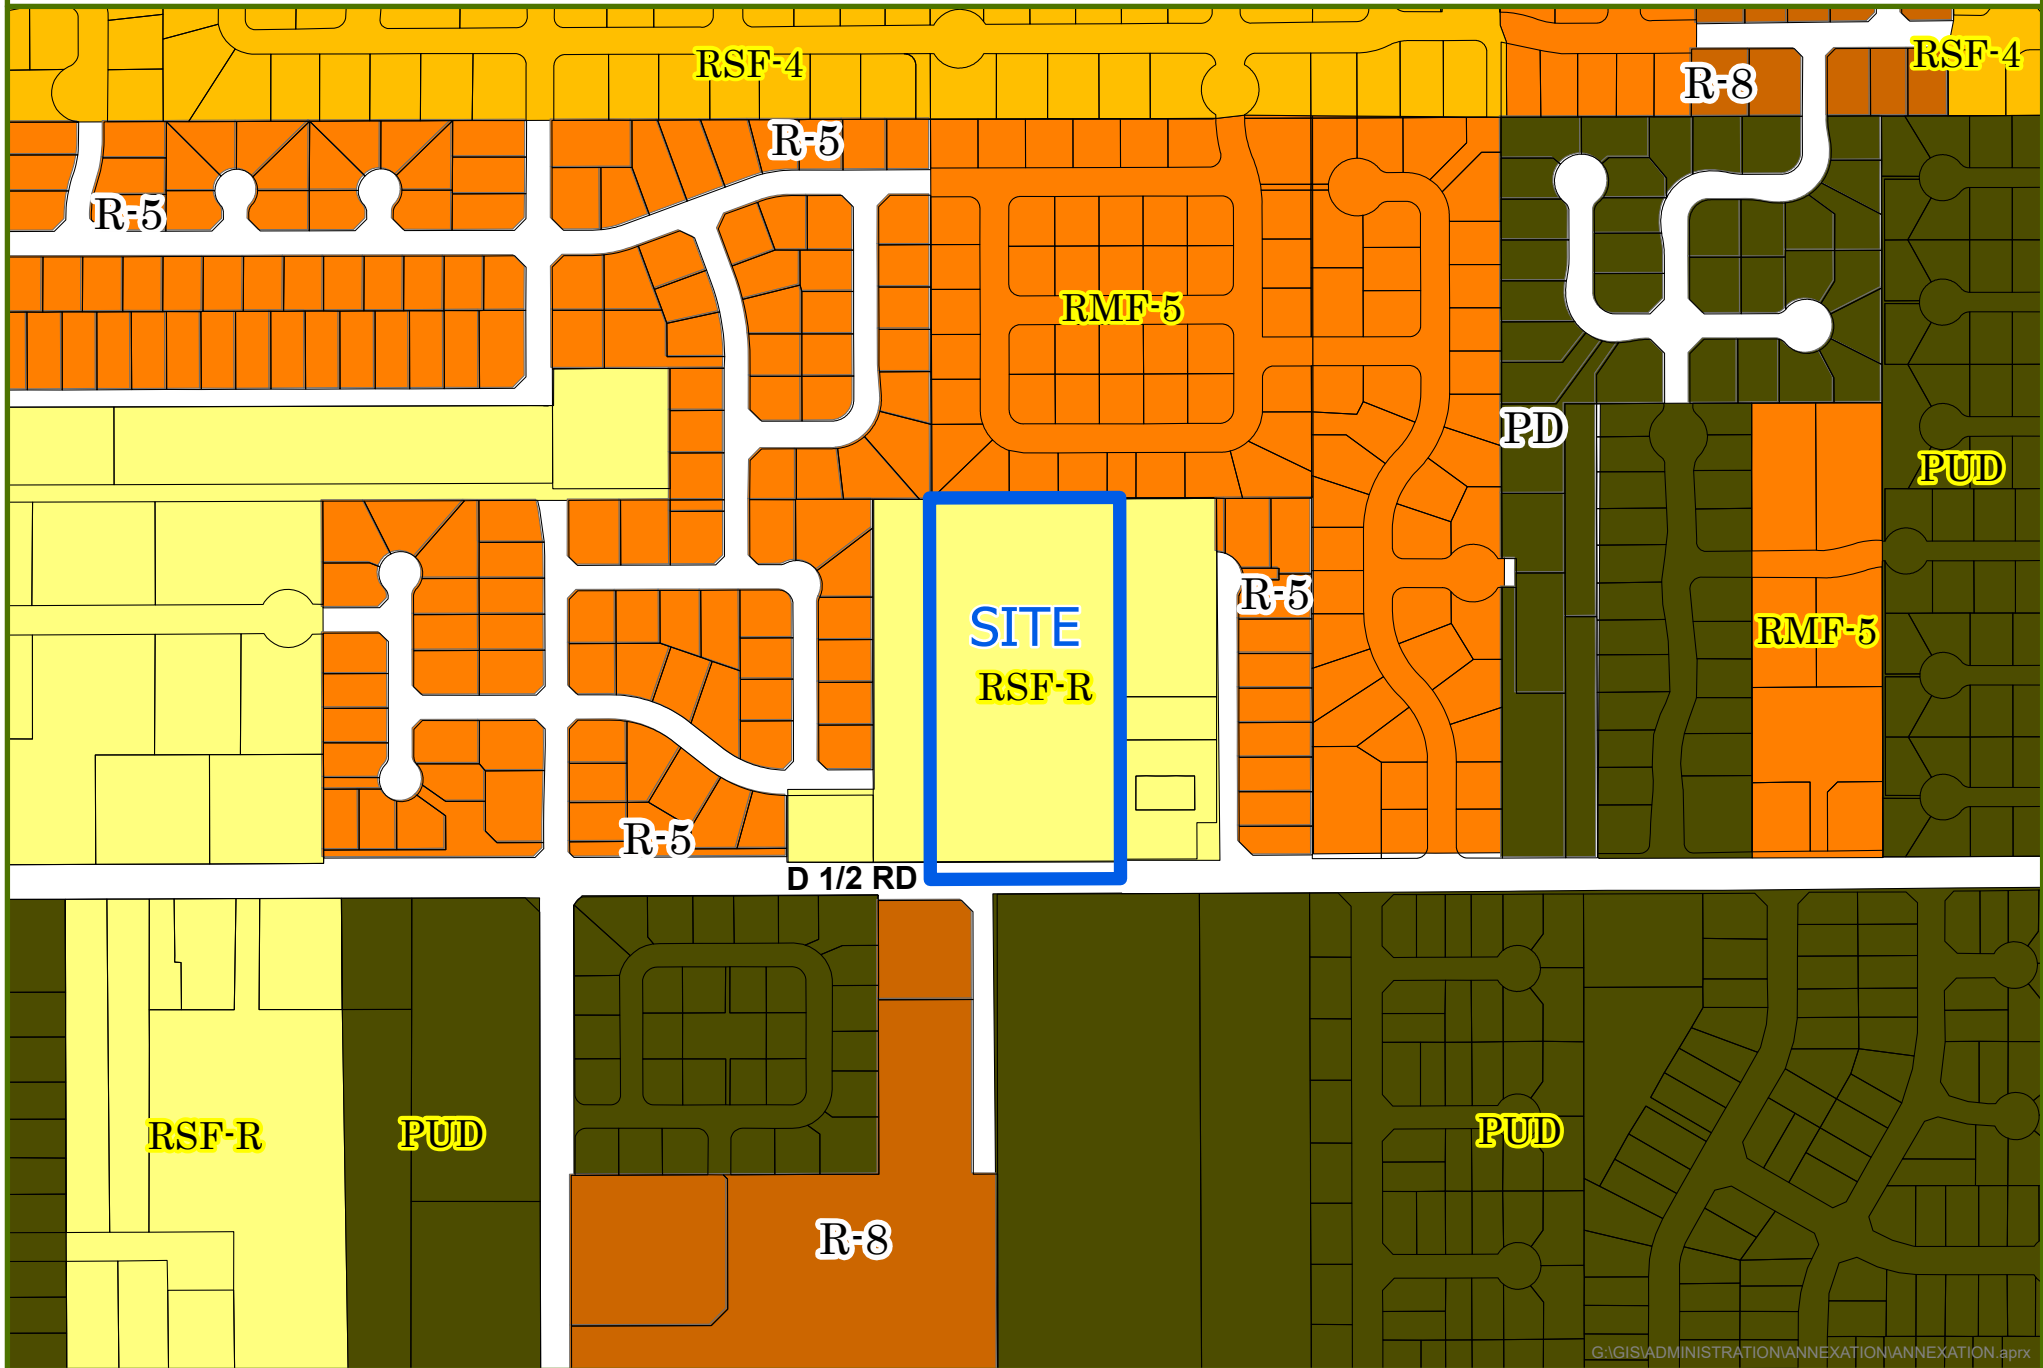 RSF-4
RSF-4
R-8
R-5
R-5
RMF-5
PD
PUD
R-5
SITE
RSF-R
RMF-5
R-5
D 1/2 RD
RSF-R
PUD
PUD
R-8
G:\GIS\ADMINISTRATION\ANNEXATION\ANNEXATION.aprx